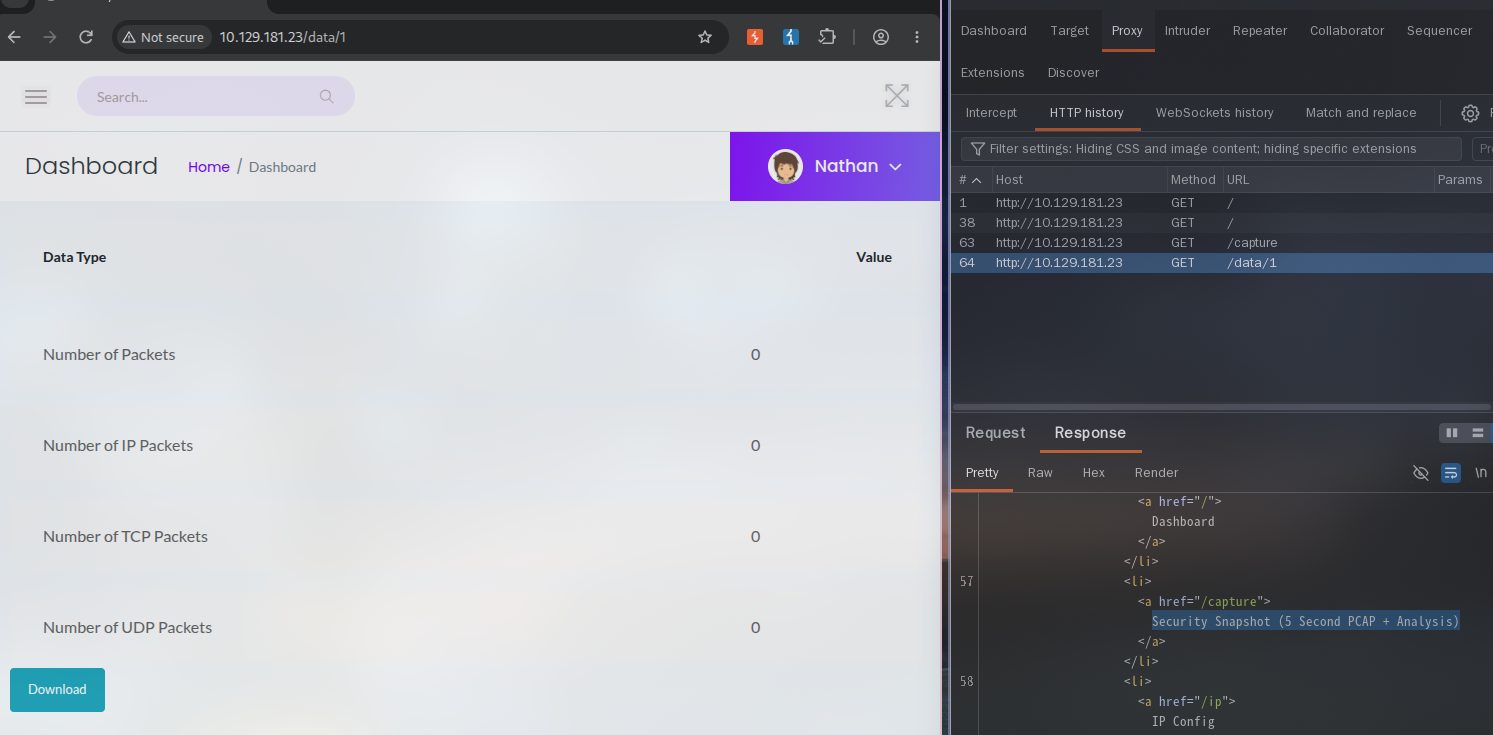 Not secure 10.129.181.23/data/1
Search...
Dashboard Home / Dashboard
Nathan
Data Type Value
Number of Packets 0
Number of IP Packets 0
Number of TCP Packets 0
Number of UDP Packets 0
Download
Dashboard Target Proxy Intruder Repeater Collaborator Sequencer
Extensions Discover
Intercept HTTP history WebSockets history Match and replace
Filter settings: Hiding CSS and image content; hiding specific extensions
# Host Method URL Params
1 http://10.129.181.23 GET /
38 http://10.129.181.23 GET /
63 http://10.129.181.23 GET /capture
64 http://10.129.181.23 GET /data/1
Request Response
Pretty Raw Hex Render \n
<a href="/">
Dashboard
</a>
</li>
57 <li>
<a href="/capture">
Security Snapshot (5 Second PCAP + Analysis)
</a>
</li>
58 <li>
<a href="/ip">
IP Config